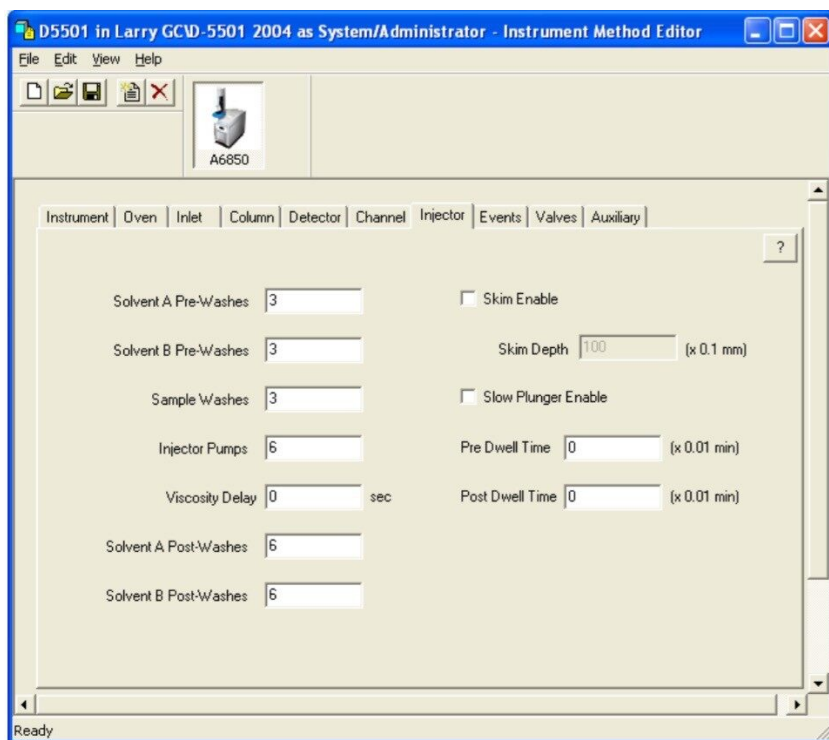 D5501 in Larry GC\D-5501 2004 as System/Administrator - Instrument Method Editor
File Edit View Help
A6850
Instrument Oven Inlet Column Detector Channel Injector Events Valves Auxiliary
?
Solvent A Pre-Washes 3 Skim Enable
Solvent B Pre-Washes 3 Skim Depth 100 (x 0.1 mm)
Sample Washes 3 Slow Plunger Enable
Injector Pumps 6 Pre Dwell Time 0 (x 0.01 min)
Viscosity Delay 0 sec Post Dwell Time 0 (x 0.01 min)
Solvent A Post-Washes 6
Solvent B Post-Washes 6
Ready